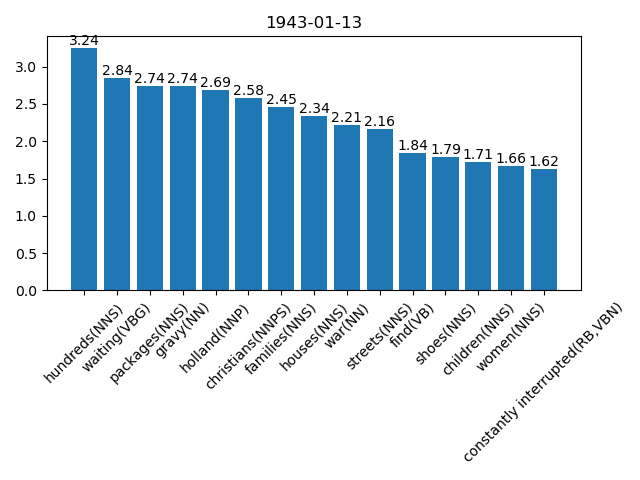 1943-01-13
3.24
2.84
2.74
2.74
2.69
2.58
2.45
2.34
2.21
2.16
1.84
1.79
1.71
1.66
1.62
3.0
2.5
2.0
1.5
1.0
0.5
0.0
hundreds(NNS)
waiting(VBG)
packages(NNS)
gravy(NN)
holland(NNP)
christians(NNPS)
families(NNS)
houses(NNS)
war(NN)
streets(NNS)
find(VB)
shoes(NNS)
children(NNS)
women(NNS)
constantly interrupted(RB,VBN)